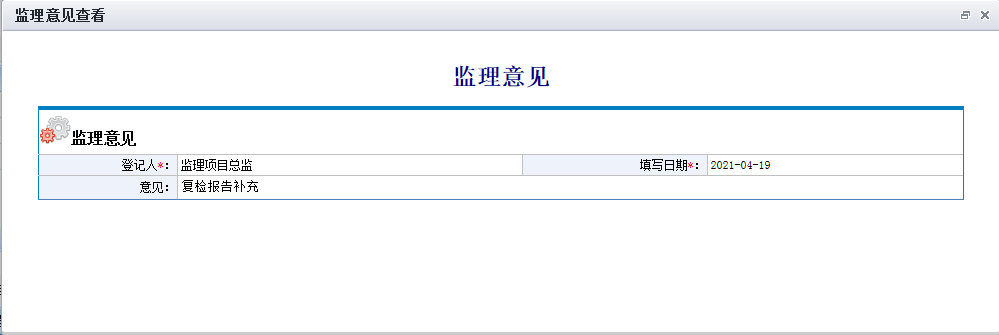 监理意见查看
监理意见
监理意见
登记人*： 监理项目总监 填写日期*： 2021-04-19
意见： 复检报告补充